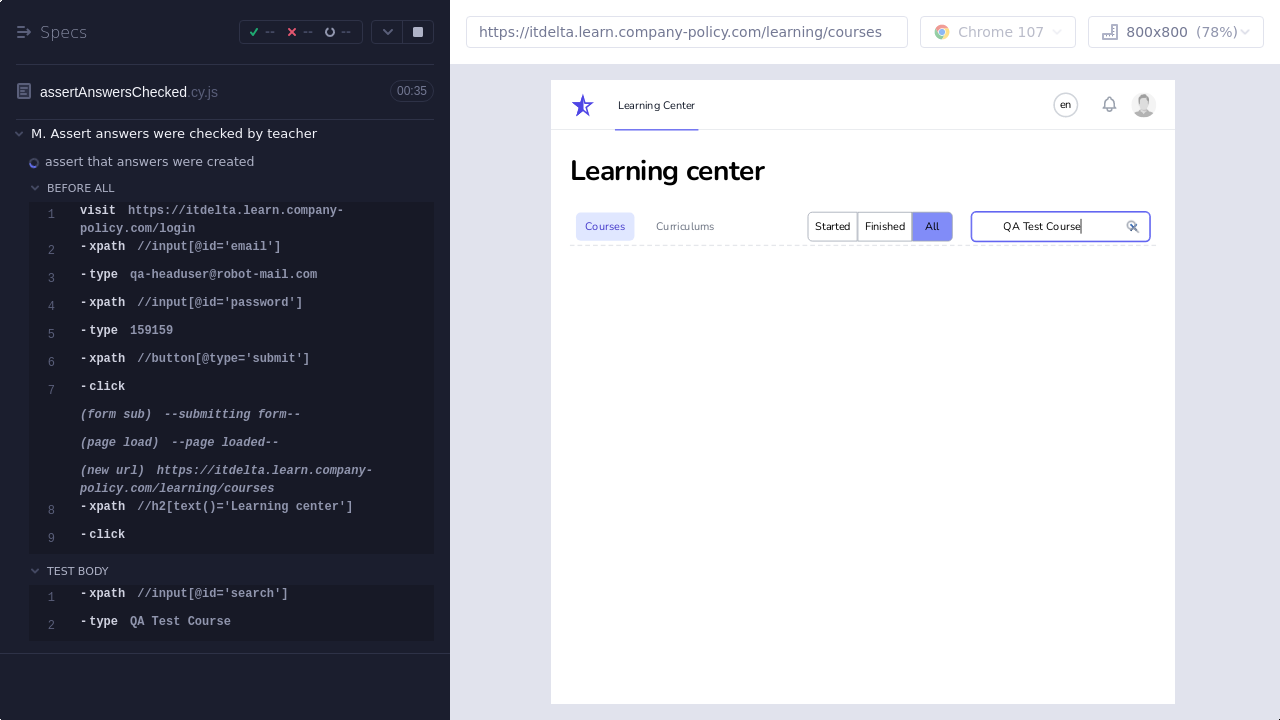 Specs
--
--
--
assertAnswersChecked.cy.js
00:35
M. Assert answers were checked by teacher
assert that answers were created
BEFORE ALL
1 visit https://itdelta.learn.company-
policy.com/login
2 -xpath //input[@id='email']
3 -type qa-headuser@robot-mail.com
4 -xpath //input[@id='password']
5 -type 159159
6 -xpath //button[@type='submit']
7 -click
(form sub) --submitting form--
(page load) --page loaded--
(new url) https://itdelta.learn.company-
policy.com/learning/courses
8 -xpath //h2[text()='Learning center']
9 -click
TEST BODY
1 -xpath //input[@id='search']
2 -type QA Test Course
https://itdelta.learn.company-policy.com/learning/courses
Chrome 107
800x800 (78%)
Learning Center
en
Learning center
Courses
Curriculums
Started
Finished
All
QA Test Course